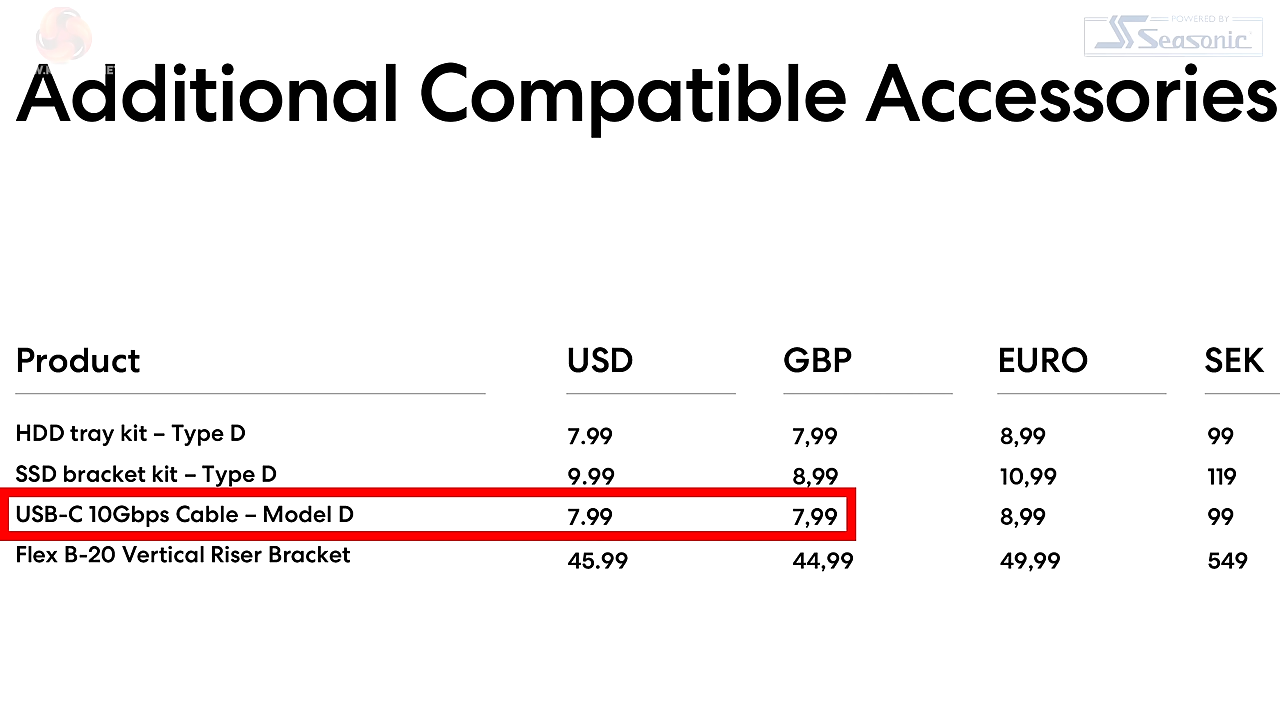 POWERED BY
Seasonic
Additional Compatible Accessories
Product USD GBP EURO SEK
HDD tray kit – Type D 7.99 7,99 8,99 99
SSD bracket kit – Type D 9.99 8,99 10,99 119
USB-C 10Gbps Cable – Model D 7.99 7,99 8,99 99
Flex B-20 Vertical Riser Bracket 45.99 44,99 49,99 549